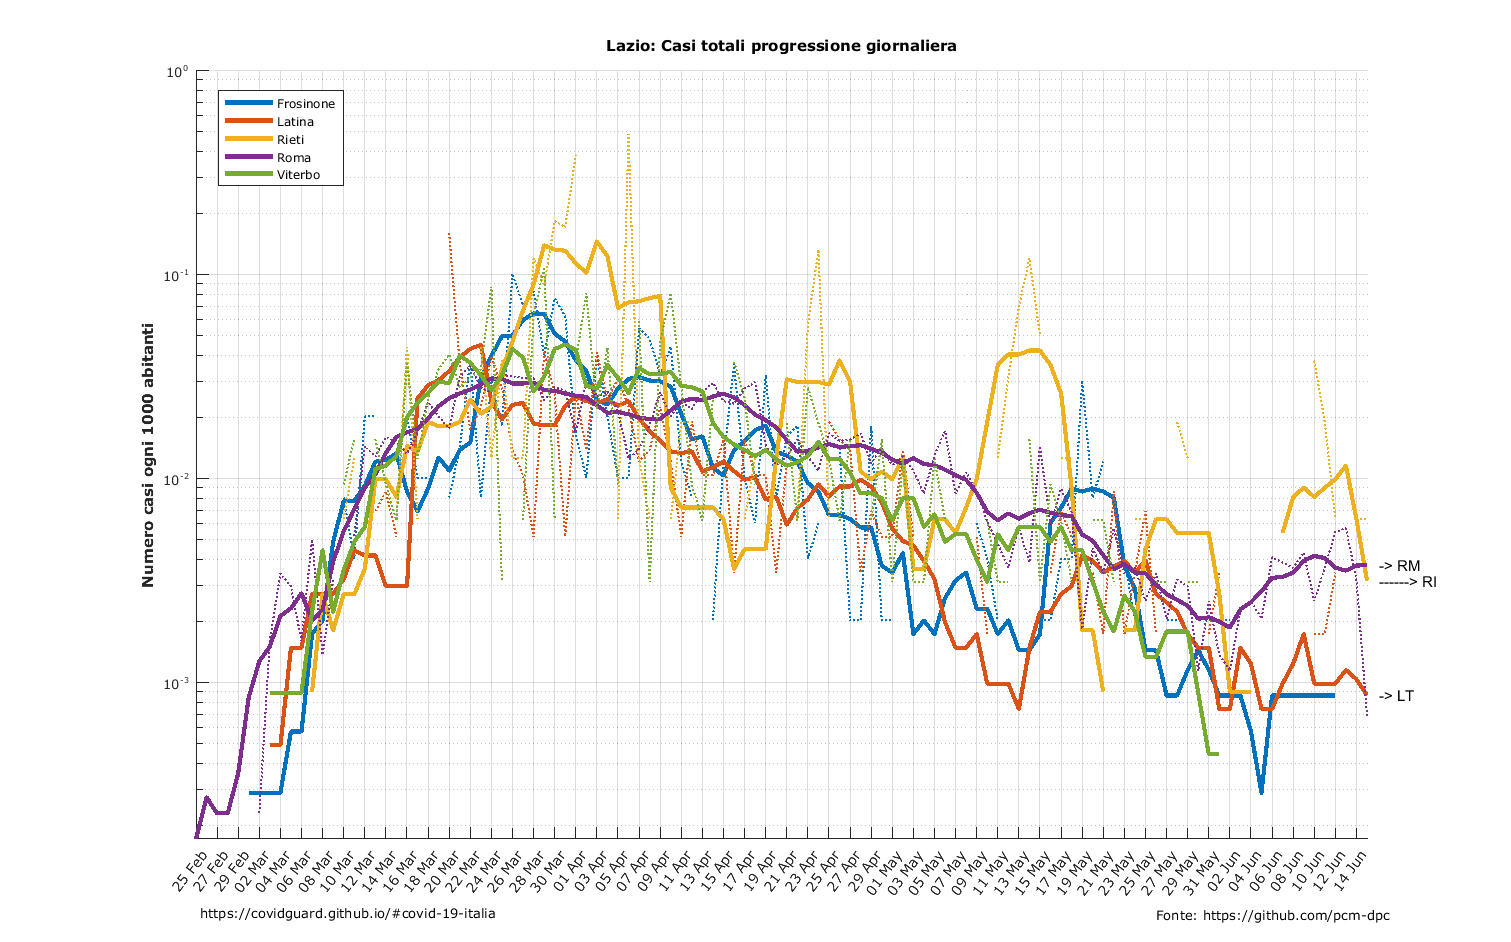 Lazio: Casi totali progressione giornaliera
10^0
10^-1
10^-2
10^-3
Numero casi ogni 1000 abitanti
Frosinone
Latina
Rieti
Roma
Viterbo
-> RM
------> RI
-> LT
25 Feb
27 Feb
29 Feb
02 Mar
04 Mar
06 Mar
08 Mar
10 Mar
12 Mar
14 Mar
16 Mar
18 Mar
20 Mar
22 Mar
24 Mar
26 Mar
28 Mar
30 Mar
01 Apr
03 Apr
05 Apr
07 Apr
09 Apr
11 Apr
13 Apr
15 Apr
17 Apr
19 Apr
21 Apr
23 Apr
25 Apr
27 Apr
29 Apr
01 May
03 May
05 May
07 May
09 May
11 May
13 May
15 May
17 May
19 May
21 May
23 May
25 May
27 May
29 May
31 May
02 Jun
04 Jun
06 Jun
08 Jun
10 Jun
12 Jun
14 Jun
https://covidguard.github.io/#covid-19-italia
Fonte: https://github.com/pcm-dpc